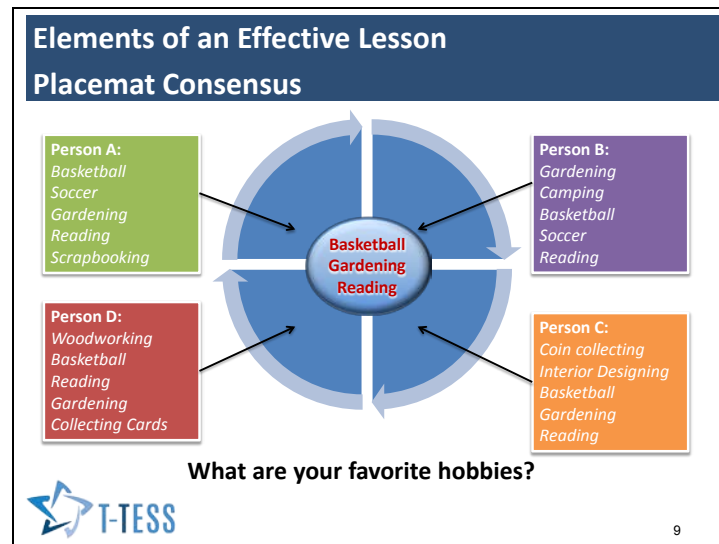 Elements of an Effective Lesson
Placemat Consensus
Person A:
Basketball
Soccer
Gardening
Reading
Scrapbooking
Person B:
Gardening
Camping
Basketball
Soccer
Reading
Basketball
Gardening
Reading
Person D:
Woodworking
Basketball
Reading
Gardening
Collecting Cards
Person C:
Coin collecting
Interior Designing
Basketball
Gardening
Reading
What are your favorite hobbies?
T-TESS
9